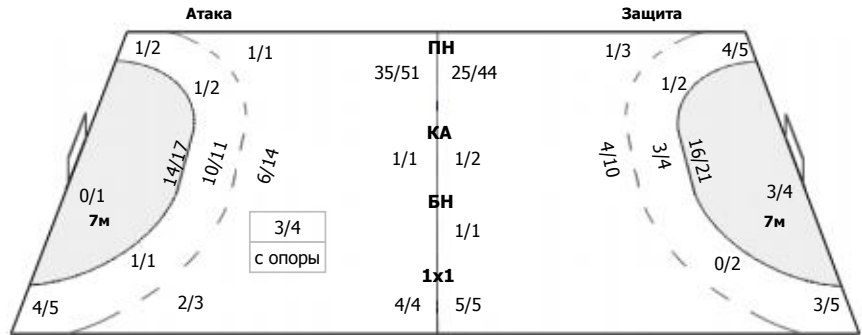 Атака Защита
1/2 1/1 ПН 1/3 4/5
35/51 25/44
1/2 1/2
КА
14/17 10/11 6/14 1/1 1/2 4/10 3/4 16/21
0/1 БН 3/4
7м 7м
3/4 1/1
с опоры
1/1 0/2
1х1
4/5 2/3 4/4 5/5 3/5